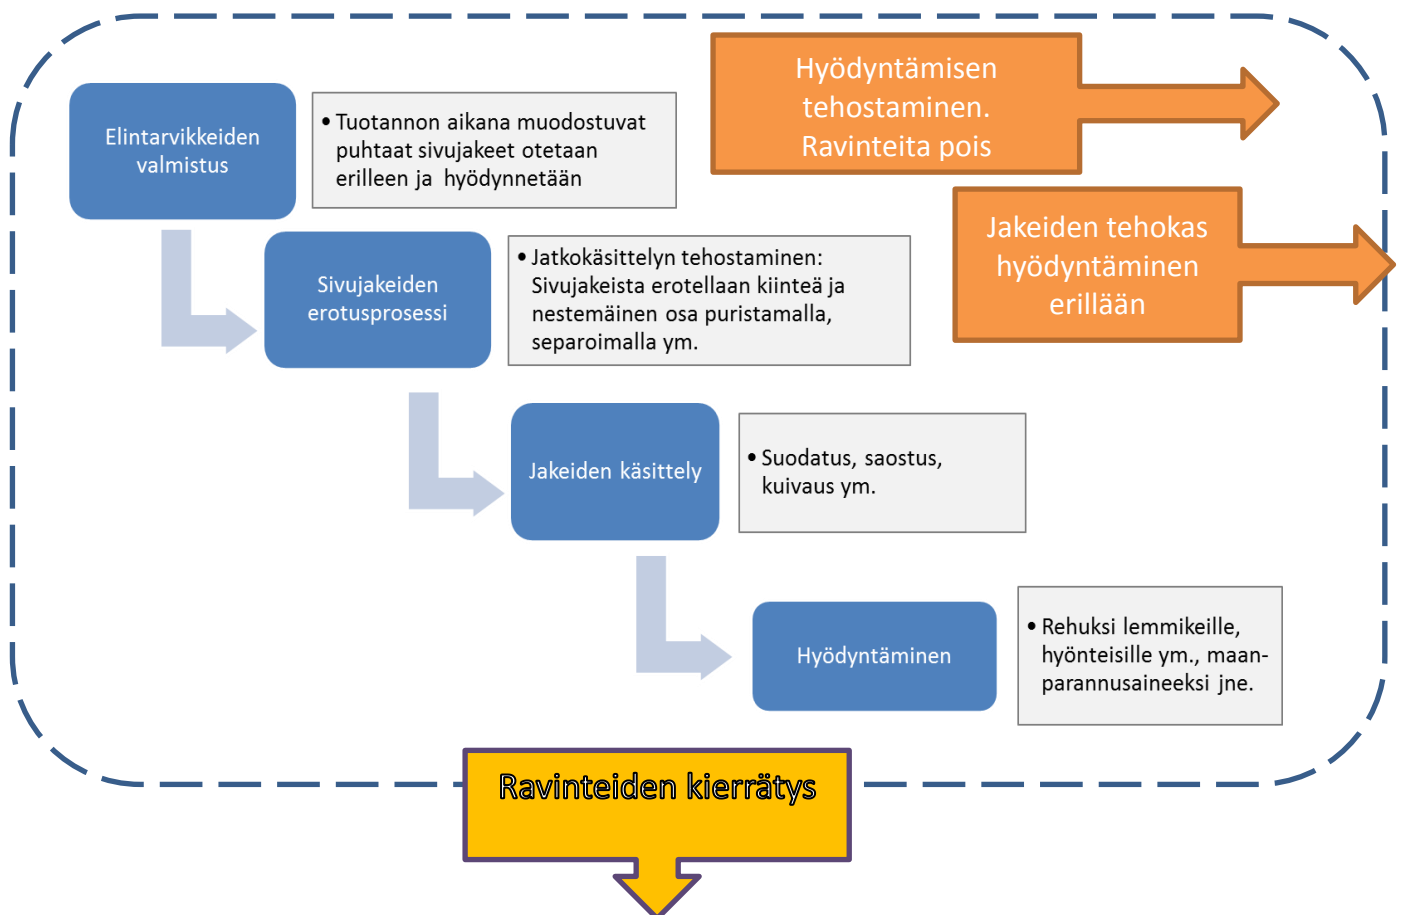 Elintarvikkeiden
valmistus
• Tuotannon aikana muodostuvat
puhtaat sivujakeet otetaan
erilleen ja hyödynnetään
Hyödyntämisen
tehostaminen.
Ravinteita pois
Jakeiden tehokas
hyödyntäminen
erillään
Sivujakeiden
erotusprosessi
• Jatkokäsittelyn tehostaminen:
Sivujakeista erotellaan kiinteä ja
nestemäinen osa puristamalla,
separoimalla ym.
Jakeiden käsittely
• Suodatus, saostus,
kuivaus ym.
Hyödyntäminen
• Rehuksi lemmikeille,
hyönteisille ym., maan-
parannusaineeksi jne.
Ravinteiden kierrätys